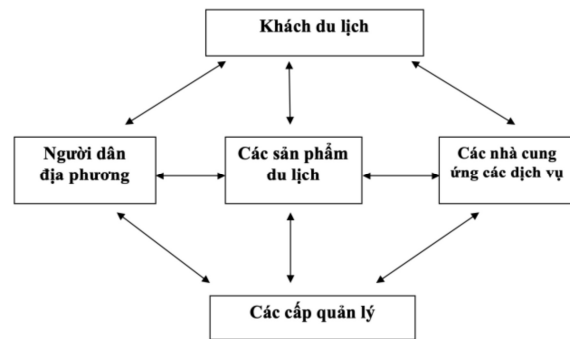 Khách du lịch
Người dân
địa phương
Các sản phẩm
du lịch
Các nhà cung
ứng các dịch vụ
Các cấp quản lý